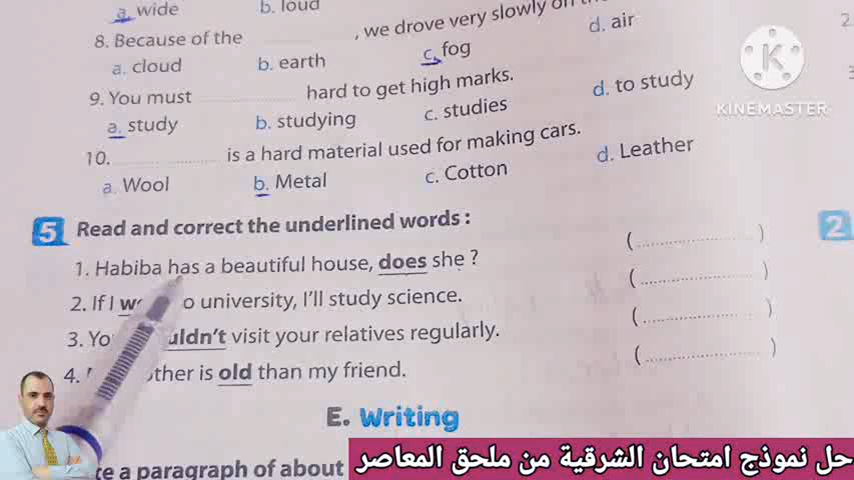 a. wide b. loud
8. Because of the ............ , we drove very slowly on
a. cloud b. earth c. fog d. air
9. You must ............ hard to get high marks.
a. study b. studying c. studies d. to study
10. ............ is a hard material used for making cars.
a. Wool b. Metal c. Cotton d. Leather
5 Read and correct the underlined words :
1. Habiba has a beautiful house, does she ? (............)
2. If I university, I'll study science. (............)
3. visit your relatives regularly. (............)
4. is old than my friend. (............)
E. Writing
a paragraph of about
KINEMASTER
2
حل نموذج امتحان الشرقية من ملحق المعاصر